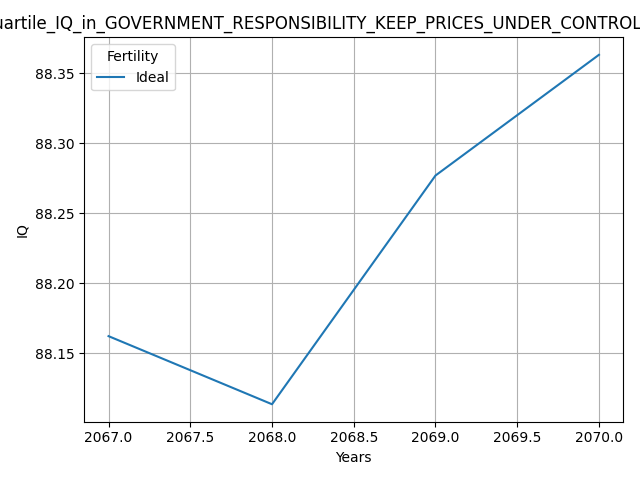 uartile_IQ_in_GOVERNMENT_RESPONSIBILITY_KEEP_PRICES_UNDER_CONTROL
Fertility
Ideal
88.35
88.30
88.25
88.20
88.15
IQ
2067.0 2067.5 2068.0 2068.5 2069.0 2069.5 2070.0
Years